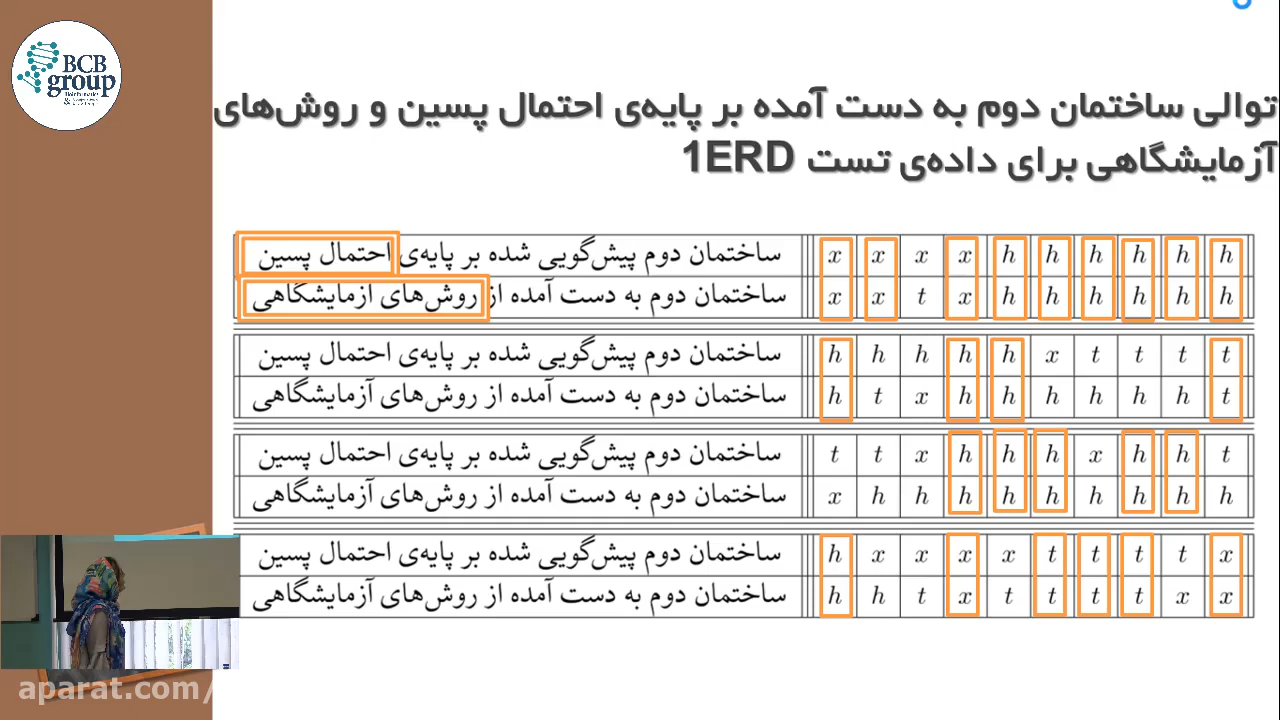 BCB
group
توالی ساختمان دوم به دست آمده بر پایه‌ی احتمال پسین و روش‌های
آزمایشگاهی برای داده‌ی تست 1ERD
ساختمان دوم پیش‌گویی شده بر پایه‌ی احتمال پسین x x x x h h h h h h
ساختمان دوم به دست آمده از روش‌های آزمایشگاهی x x t x h h h h h h
ساختمان دوم پیش‌گویی شده بر پایه‌ی احتمال پسین h h h h h x t t t t
ساختمان دوم به دست آمده از روش‌های آزمایشگاهی h t x h h h h h h t
ساختمان دوم پیش‌گویی شده بر پایه‌ی احتمال پسین t t x h h h x h h t
ساختمان دوم به دست آمده از روش‌های آزمایشگاهی x h h h h h h h h h
ساختمان دوم پیش‌گویی شده بر پایه‌ی احتمال پسین h x x x x t t t t x
ساختمان دوم به دست آمده از روش‌های آزمایشگاهی h h t x t t t t x x
aparat.com/